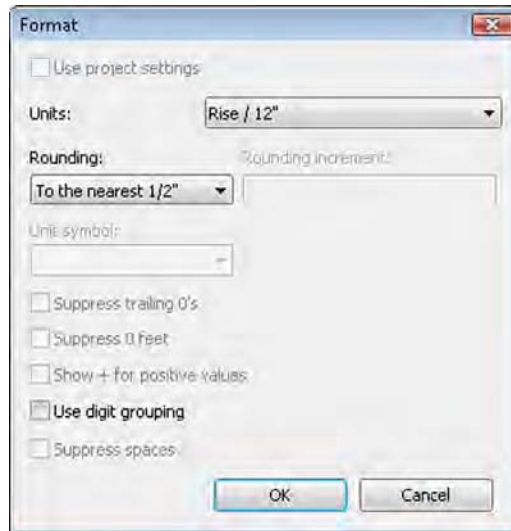 Format
Use project settings
Units: Rise / 12"
Rounding: Rounding increment:
To the nearest 1/2"
Unit symbol:
Suppress trailing 0's
Suppress 0 feet
Show + for positive values
Use digit grouping
Suppress spaces
OK Cancel